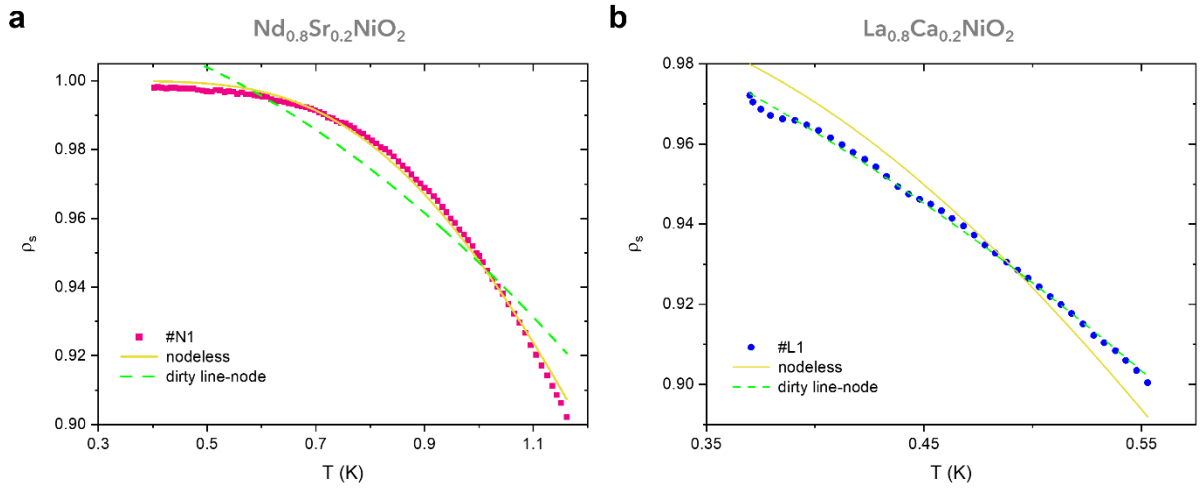 a
Nd₀.₈Sr₀.₂NiO₂
1.00
0.98
0.96
0.94
0.92
0.90
ρₛ
#N1
nodeless
dirty line-node
0.3
0.5
0.7
0.9
1.1
T (K)
b
La₀.₈Ca₀.₂NiO₂
0.98
0.96
0.94
0.92
0.90
ρₛ
#L1
nodeless
dirty line-node
0.35
0.45
0.55
T (K)